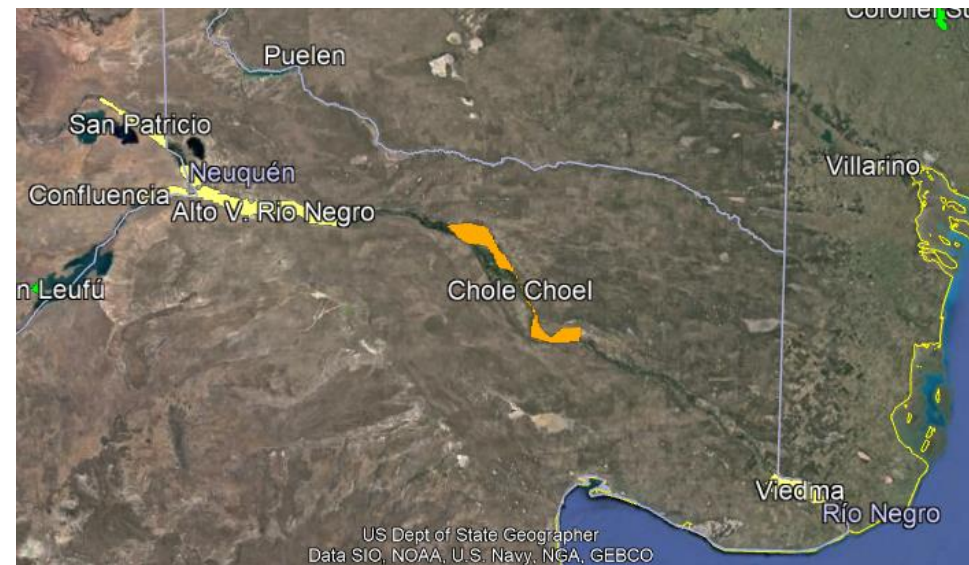 Puelen
San Patricio
Neuquén
Villarino
Confluencia
Alto V. Rio Negro
Leufú
Chole Choel
Viedma
Río Negro
US Dept of State Geographer
Data SIO, NOAA, U.S. Navy, NGA, GEBCO